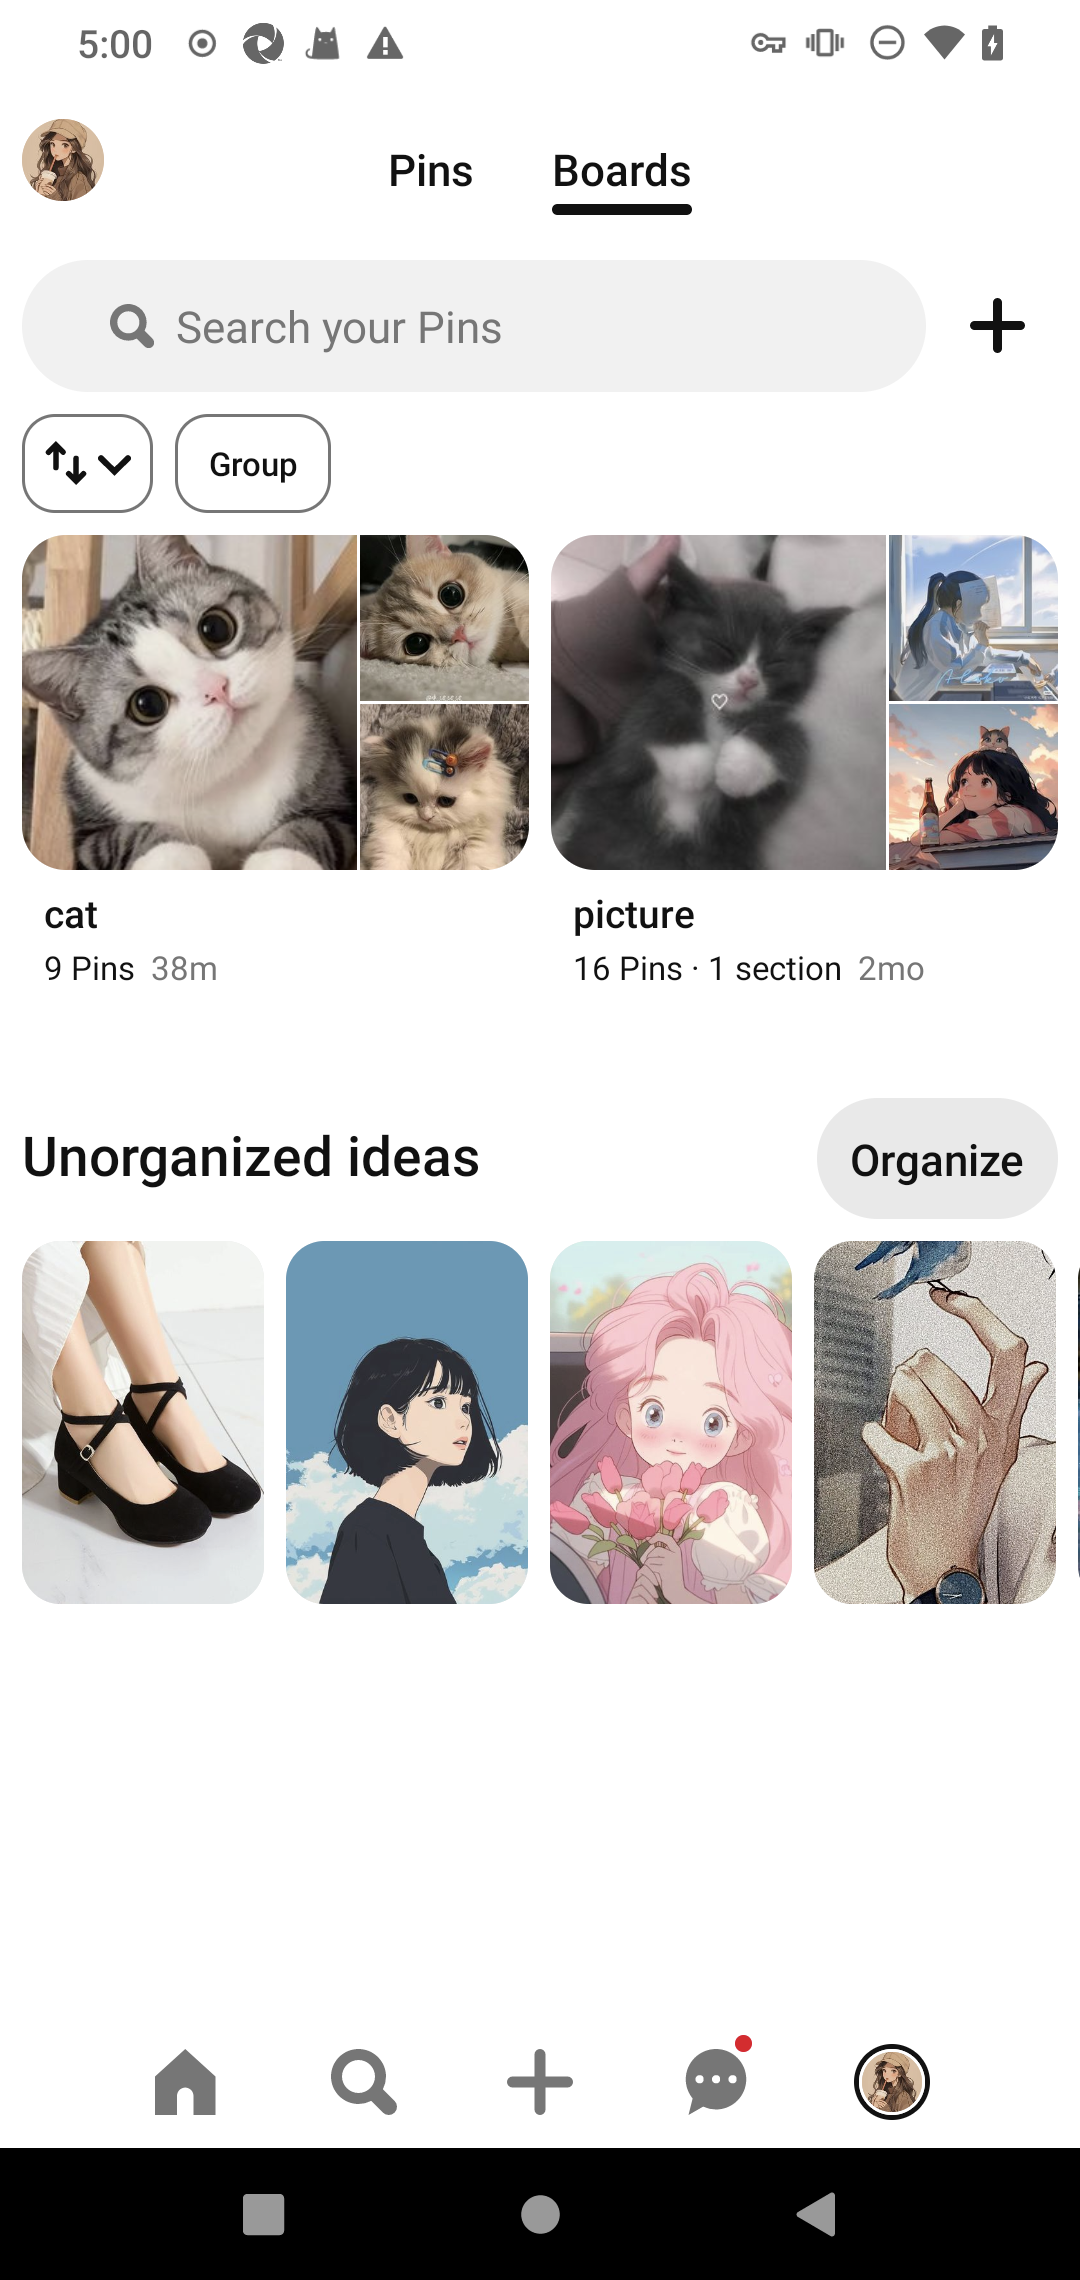 5:00
Pins Boards
Search your Pins
Group
cat
9 Pins 38m
picture
16 Pins · 1 section 2mo
Unorganized ideas
Organize